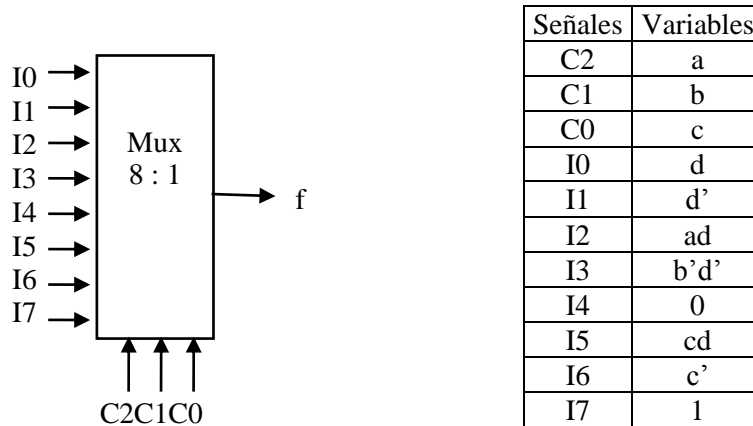 I0
I1
I2
I3
I4
I5
I6
I7
Mux
8 : 1
f
C2C1C0
Señales Variables
C2 a
C1 b
C0 c
I0 d
I1 d’
I2 ad
I3 b’d’
I4 0
I5 cd
I6 c’
I7 1